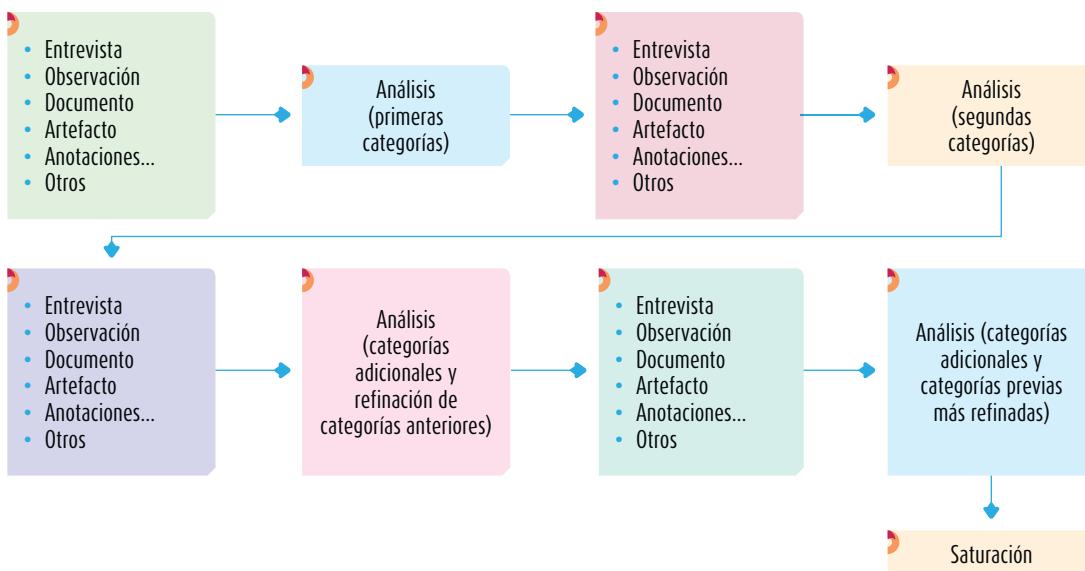 • Entrevista
• Observación
• Documento
• Artefacto
• Anotaciones...
• Otros
Análisis
(primeras
categorías)
• Entrevista
• Observación
• Documento
• Artefacto
• Anotaciones...
• Otros
Análisis
(segundas
categorías)
• Entrevista
• Observación
• Documento
• Artefacto
• Anotaciones...
• Otros
Análisis
(categorías
adicionales y
refinación de
categorías anteriores)
• Entrevista
• Observación
• Documento
• Artefacto
• Anotaciones...
• Otros
Análisis (categorías
adicionales y
categorías previas
más refinadas)
Saturación